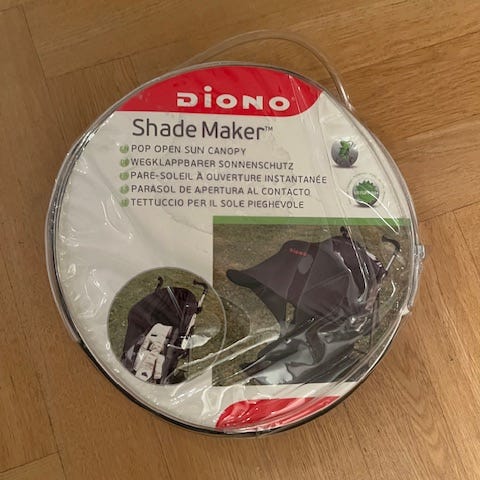 DIONO
Shade Maker™
POP OPEN SUN CANOPY
WEGKLAPPBARER SONNENSCHUTZ
PARE-SOLEIL À OUVERTURE INSTANTANÉE
PARASOL DE APERTURA AL CONTACTO
TETTUCCIO PER IL SOLE PIEGHEVOLE
DIONO